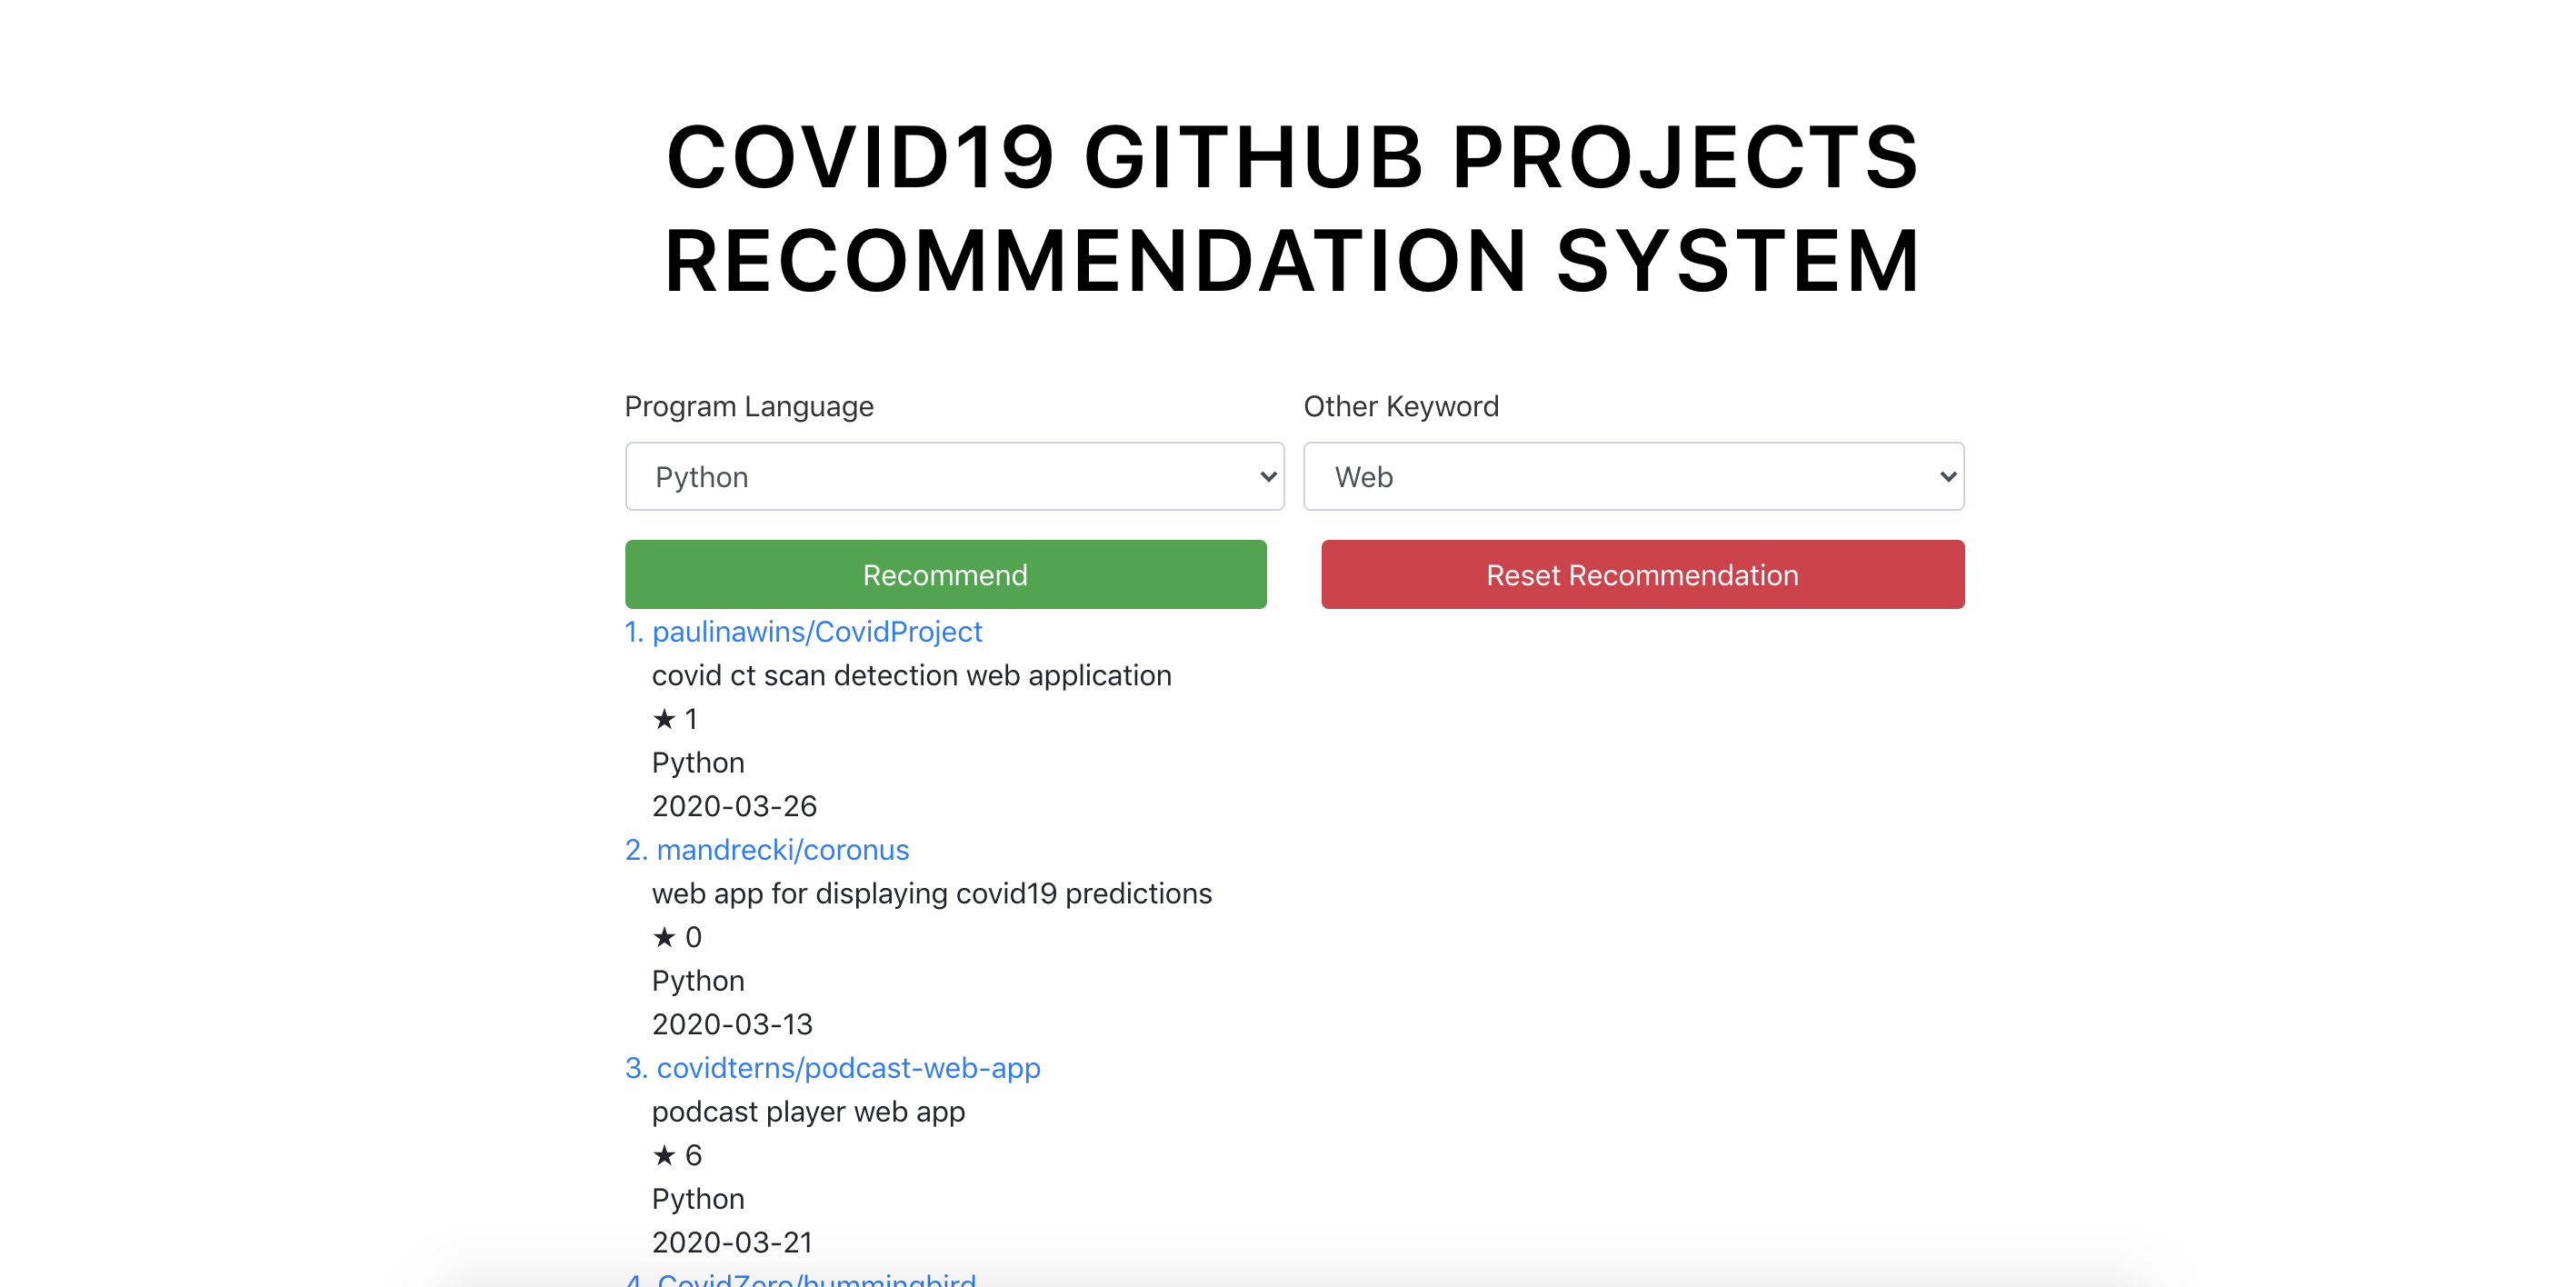 COVID19 GITHUB PROJECTS
RECOMMENDATION SYSTEM
Program Language
Other Keyword
Python
Web
Recommend
Reset Recommendation
1. paulinawins/CovidProject
covid ct scan detection web application
★ 1
Python
2020-03-26
2. mandrecki/coronus
web app for displaying covid19 predictions
★ 0
Python
2020-03-13
3. covidterns/podcast-web-app
podcast player web app
★ 6
Python
2020-03-21
4. CovidZero/hummingbird